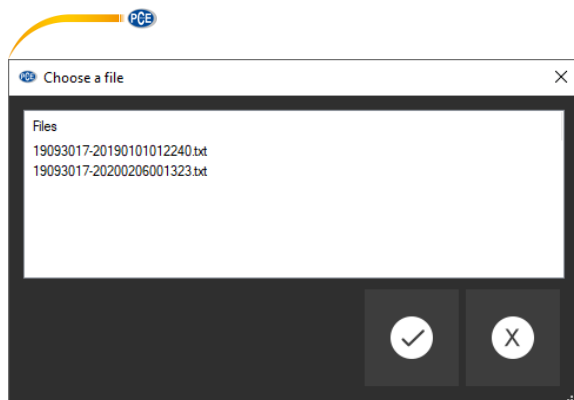 PCE
PCE Choose a file
Files
19093017-20190101012240.txt
19093017-20200206001323.txt
X